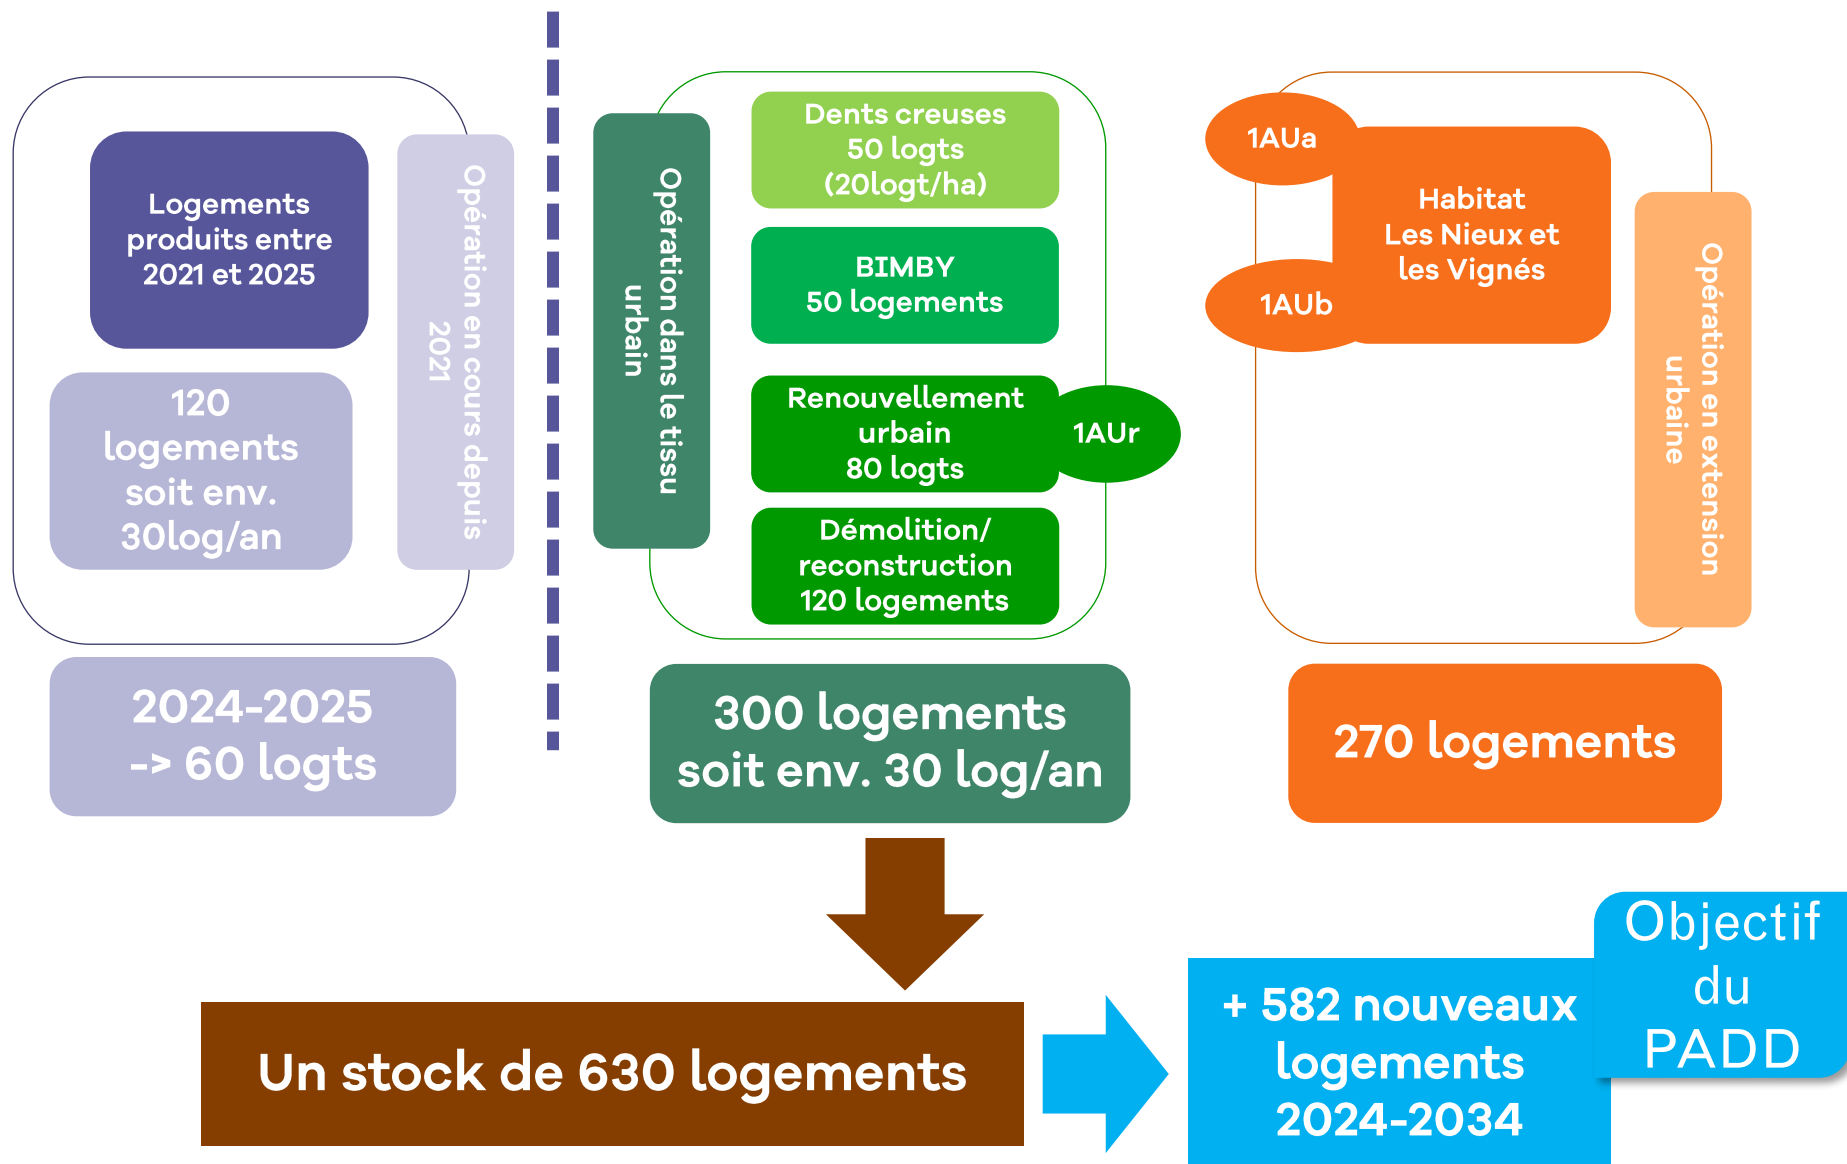 Logements
produits entre
2021 et 2025
120
logements
soit env.
30log/an
Opération en cours depuis
2021
2024-2025
-> 60 logts
Opération dans le tissu
urbain
Dents creuses
50 logts
(20logt/ha)
BIMBY
50 logements
Renouvellement
urbain
80 logts
1AUr
Démolition/
reconstruction
120 logements
300 logements
soit env. 30 log/an
1AUa
1AUb
Habitat
Les Nieux et
les Vignés
Opération en extension
urbaine
270 logements
Un stock de 630 logements
+ 582 nouveaux
logements
2024-2034
Objectif
du
PADD